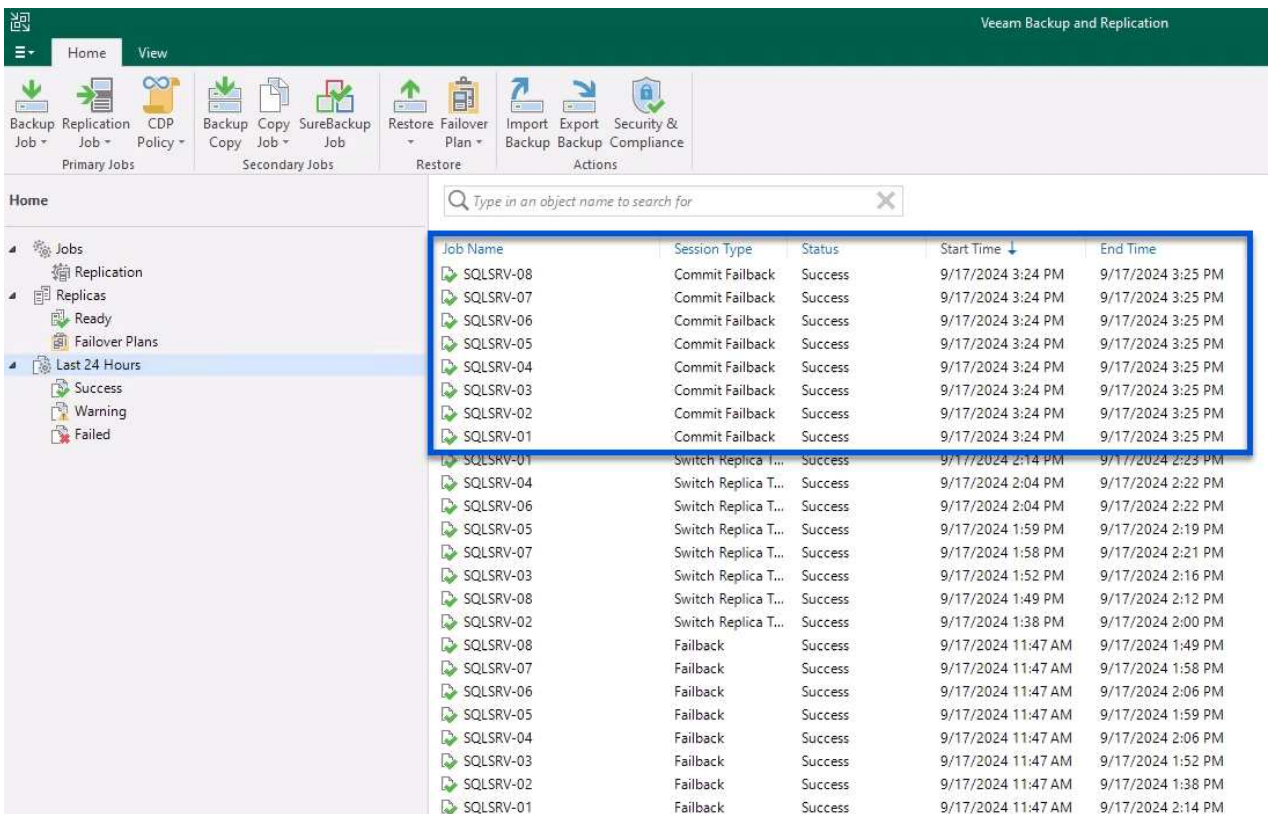 Veeam Backup and Replication
Home View
Backup Job Replication Job CDP Policy Backup Copy Copy Job SureBackup Job Restore Failover Plan Import Backup Export Backup Security & Compliance
Primary Jobs Secondary Jobs Restore Actions
Home
Type in an object name to search for
Jobs
Replication
Replicas
Ready
Failover Plans
Last 24 Hours
Success
Warning
Failed
Job Name Session Type Status Start Time End Time
SQLSRV-08 Commit Failback Success 9/17/2024 3:24 PM 9/17/2024 3:25 PM
SQLSRV-07 Commit Failback Success 9/17/2024 3:24 PM 9/17/2024 3:25 PM
SQLSRV-06 Commit Failback Success 9/17/2024 3:24 PM 9/17/2024 3:25 PM
SQLSRV-05 Commit Failback Success 9/17/2024 3:24 PM 9/17/2024 3:25 PM
SQLSRV-04 Commit Failback Success 9/17/2024 3:24 PM 9/17/2024 3:25 PM
SQLSRV-03 Commit Failback Success 9/17/2024 3:24 PM 9/17/2024 3:25 PM
SQLSRV-02 Commit Failback Success 9/17/2024 3:24 PM 9/17/2024 3:25 PM
SQLSRV-01 Commit Failback Success 9/17/2024 3:24 PM 9/17/2024 3:25 PM
SQLSRV-01 Switch Replica T... Success 9/17/2024 2:14 PM 9/17/2024 2:23 PM
SQLSRV-04 Switch Replica T... Success 9/17/2024 2:04 PM 9/17/2024 2:22 PM
SQLSRV-06 Switch Replica T... Success 9/17/2024 2:04 PM 9/17/2024 2:22 PM
SQLSRV-05 Switch Replica T... Success 9/17/2024 1:59 PM 9/17/2024 2:19 PM
SQLSRV-07 Switch Replica T... Success 9/17/2024 1:58 PM 9/17/2024 2:21 PM
SQLSRV-03 Switch Replica T... Success 9/17/2024 1:52 PM 9/17/2024 2:16 PM
SQLSRV-08 Switch Replica T... Success 9/17/2024 1:49 PM 9/17/2024 2:12 PM
SQLSRV-02 Switch Replica T... Success 9/17/2024 1:38 PM 9/17/2024 2:00 PM
SQLSRV-08 Failback Success 9/17/2024 11:47 AM 9/17/2024 1:49 PM
SQLSRV-07 Failback Success 9/17/2024 11:47 AM 9/17/2024 1:58 PM
SQLSRV-06 Failback Success 9/17/2024 11:47 AM 9/17/2024 2:06 PM
SQLSRV-05 Failback Success 9/17/2024 11:47 AM 9/17/2024 1:59 PM
SQLSRV-04 Failback Success 9/17/2024 11:47 AM 9/17/2024 2:06 PM
SQLSRV-03 Failback Success 9/17/2024 11:47 AM 9/17/2024 1:52 PM
SQLSRV-02 Failback Success 9/17/2024 11:47 AM 9/17/2024 1:38 PM
SQLSRV-01 Failback Success 9/17/2024 11:47 AM 9/17/2024 2:14 PM